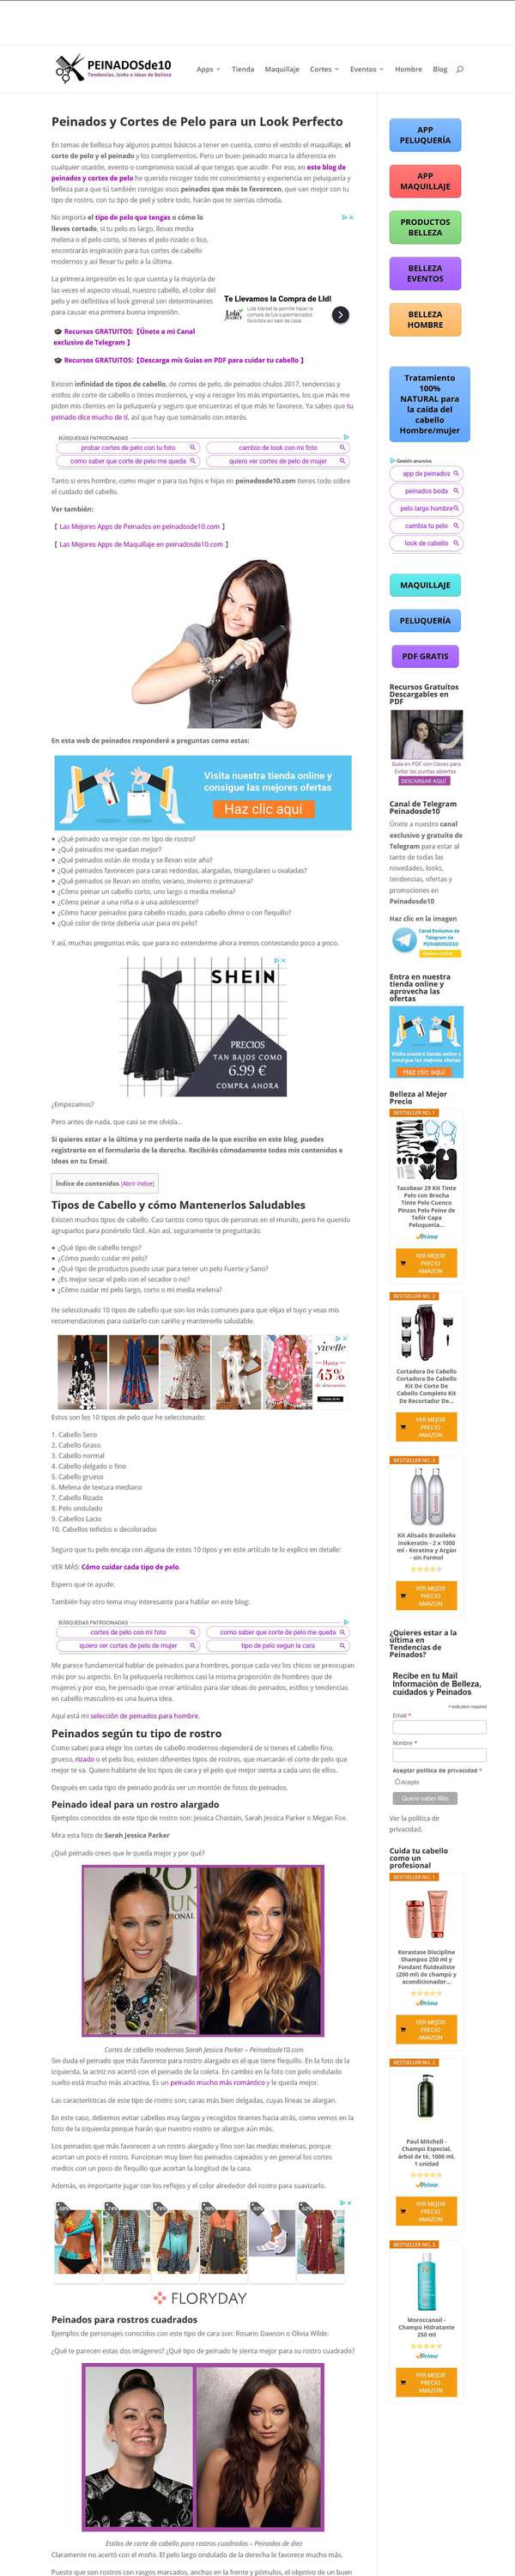 PEINADOSde10
Tendencias, looks e Ideas de Belleza
Apps
Tienda
Maquillaje
Cortes
Eventos
Hombre
Blog
Peinados y Cortes de Pelo para un Look Perfecto
En temas de belleza hay algunos puntos básicos a tener en cuenta, como el vestido el maquillaje, el
corte de pelo y el peinado y los complementos. Pero un buen peinado marca la diferencia en
cualquier ocasión, evento o compromiso social al que tengas que acudir. Por eso, en este blog de
peinados y cortes de pelo he querido recoger todo mi conocimiento y experiencia en peluquería y
belleza para que tú también consigas esos peinados que más te favorecen, que van mejor con tu
tipo de rostro, con tu tipo de piel y sobre todo, harán que te sientas cómoda.
No importa el tipo de pelo que tengas o cómo lo
lleves cortado, si tu pelo es largo, llevas media
melena o el pelo corto, si tienes el pelo rizado o liso,
encontrarás inspiración para tus cortes de cabello
modernos y así llevar tu pelo a la última.
La primera impresión es lo que cuenta y la mayoría de
las veces el aspecto visual, nuestro cabello, el color del
pelo y en definitiva el look general son determinantes
para causar esa primera buena impresión.
Te Llevamos la Compra de Lidl
Lola Market te permite hacer la
compra de tus supermercados
favoritos sin salir de casa.
Lola
market
🎓 Recursos GRATUITOS:【Únete a mi Canal
exclusivo de Telegram 】
🎓 Recursos GRATUITOS:【Descarga mis Guías en PDF para cuidar tu cabello 】
Existen infinidad de tipos de cabello, de cortes de pelo, de peinados chulos 2017, tendencias y
estilos de corte de cabello o tintes modernos, y voy a recoger los más importantes, los que más me
piden mis clientas en la peluquería y seguro que encuentras el que más te favorece. Ya sabes que tu
peinado dice mucho de tí, así que hay que tomárselo con interés.
BÚSQUEDAS PATROCINADAS
probar cortes de pelo con tu foto
cambio de look con mi foto
como saber que corte de pelo me queda
quiero ver cortes de pelo de mujer
Tanto si eres hombre, como mujer o para tus hijos e hijas en peinadosde10.com tienes todo sobre
el cuidado del cabello.
Ver también:
【 Las Mejores Apps de Peinados en peinadosde10.com 】
【 Las Mejores Apps de Maquillaje en peinadosde10.com 】
En esta web de peinados responderé a preguntas como estas:
Visita nuestra tienda online y
consigue las mejores ofertas
Haz clic aquí
• ¿Qué peinado va mejor con mi tipo de rostro?
• ¿Qué peinados me quedan mejor?
• ¿Qué peinados están de moda y se llevan este año?
• ¿Qué peinados favorecen para caras redondas, alargadas, triangulares u ovaladas?
• ¿Qué peinados se llevan en otoño, verano, invierno o primavera?
• ¿Cómo peinar un cabello corto, uno largo o media melena?
• ¿Cómo peinar a una niña o a una adolescente?
• ¿Cómo hacer peinados para cabello rizado, para cabello chino o con flequillo?
• ¿Qué color de tinte debería usar para mi pelo?
Y así, muchas preguntas más, que para no extenderme ahora iremos contestando poco a poco.
SHEIN
PRECIOS
TAN BAJOS COMO
6.99 €
COMPRA AHORA
¿Empezamos?
Pero antes de nada, que casi se me olvida...
Si quieres estar a la última y no perderte nada de lo que escribo en este blog, puedes
registrarte en el formulario de la derecha. Recibirás cómodamente todos mis contenidos e
Ideas en tu Email.
Índice de contenidos [Abrir índice]
Tipos de Cabello y cómo Mantenerlos Saludables
Existen muchos tipos de cabello. Casi tantos como tipos de personas en el mundo, pero he querido
agruparlos para ponértelo fácil. Aún así, seguramente te preguntarás:
• ¿Qué tipo de cabello tengo?
• ¿Cómo puedo cuidar mi pelo?
• ¿Qué tipo de productos puedo usar para tener un pelo Fuerte y Sano?
• ¿Es mejor secar el pelo con el secador o no?
• ¿Cómo cuidar mi pelo largo, corto o mi media melena?
He seleccionado 10 tipos de cabello que son los más comunes para que elijas el tuyo y veas mis
recomendaciones para cuidarlo con cariño y mantenerlo saludable.
yivelle
Hasta
45%
de descuento
Estos son los 10 tipos de pelo que he seleccionado:
1. Cabello Seco
2. Cabello Graso
3. Cabello normal
4. Cabello delgado o fino
5. Cabello grueso
6. Melena de textura mediano
7. Cabello Rizado
8. Pelo ondulado
9. Cabellos Lacio
10. Cabellos teñidos o decolorados
Seguro que tu pelo encaja con alguna de estos 10 tipos y en este artículo te lo explico en detalle:
VER MÁS: Cómo cuidar cada tipo de pelo.
Espero que te ayude.
También hay otro tema muy interesante para hablar en este blog:
BÚSQUEDAS PATROCINADAS
cortes de pelo con mi foto
como saber que corte de pelo me queda
quiero ver cortes de pelo de mujer
tipo de pelo segun la cara
Me parece fundamental hablar de peinados para hombres, porque cada vez los chicos se preocupan
más por su aspecto. En la peluquería recibimos casi la misma proporción de hombres que de
mujeres y por eso, he pensado que crear artículos para dar ideas de peinados, estilos y tendencias
en cabello masculino es una buena idea.
Aquí está mi selección de peinados para hombre.
Peinados según tu tipo de rostro
Como sabes para elegir los cortes de cabello modernos dependerá de si tienes el cabello fino,
grueso, rizado o el pelo liso, existen diferentes tipos de rostros, que marcarán el corte de pelo que
mejor te va. Quiero hablarte de los tipos de cara y el pelo que mejor sienta a cada uno de ellos.
Después en cada tipo de peinado podrás ver un montón de fotos de peinados.
Peinado ideal para un rostro alargado
Ejemplos conocidos de este tipo de rostro son: Jessica Chastain, Sarah Jessica Parker o Megan Fox.
Mira esta foto de Sarah Jessica Parker
¿Qué peinado crees que le queda mejor y por qué?
Cortes de cabello modernos Sarah Jessica Parker – Peinadosde10.com
Sin duda el peinado que más favorece para rostro alargado es el que tiene flequillo. En la foto de la
izquierda, la actriz no acertó con el peinado de la coleta. En cambio en la foto con pelo ondulado
suelto está mucho más atractiva. Es un peinado mucho más romántico y le queda mejor.
Las características de este tipo de rostro son; caras más bien delgadas, cuyas líneas se alargan.
En este caso, debemos evitar cabellos muy largos y recogidos tirantes hacia atrás, como vemos en la
foto de la izquierda porque harán que nuestro rostro se alargue aún más.
Los peinados que más favorecen a un rostro alargado y fino son las medias melenas, porque
acortan un poco el rostro. Funcionan muy bien los peinados capeados y en general los cortes
medios con un poco de flequillo que acortan la longitud de la cara.
Además, es importante jugar con los reflejos y el color alrededor del rostro para suavizarlo.
FLORYDAY
Peinados para rostros cuadrados
Ejemplos de personajes conocidos con este tipo de cara son: Rosario Dawson o Olivia Wilde.
¿Qué te parecen estas dos imágenes? ¿Qué tipo de peinado le sienta mejor para su rostro cuadrado?
Estilos de corte de cabello para rostros cuadrados – Peinados de diez
Claramente no acertó con el moño. El pelo largo ondulado de la derecha le favorece mucho más.
Puesto que son rostros con rasgos marcados, anchos en la frente y pómulos, el objetivo de un buen
APP
PELUQUERÍA
APP
MAQUILLAJE
PRODUCTOS
BELLEZA
BELLEZA
EVENTOS
BELLEZA
HOMBRE
Tratamiento
100%
NATURAL para
la caída del
cabello
Hombre/mujer
Gestión anuncios
app de peinados
peinados boda
pelo largo hombre
cambia tu pelo
look de cabello
MAQUILLAJE
PELUQUERÍA
PDF GRATIS
Recursos Gratuitos
Descargables en
PDF
Guía en PDF con Claves para
Evitar las puntas abiertas
DESCARGAR AQUÍ
Canal de Telegram
Peinadosde10
Únete a nuestro canal
exclusivo y gratuito de
Telegram para estar al
tanto de todas las
novedades, looks,
tendencias, ofertas y
promociones en
Peinadosde10
Haz clic en la imagen
Canal Exclusivo de
Telegram de
PEINADOSDE10
Entra en nuestra
tienda online y
aprovecha las
ofertas
Visita nuestra tienda online y
consigue las mejores ofertas
Haz clic aquí
Belleza al Mejor
Precio
BESTSELLER NO. 1
Tacobear 29 Kit Tinte
Pelo con Brocha
Tinte Pelo Cuenco
Pinzas Pelo Peine de
Teñir Capa
Peluquería...
Prime
VER MEJOR
PRECIO
AMAZON
BESTSELLER NO. 2
Cortadora De Cabello
Cortadora De Cabello
Kit De Corte De
Cabello Completo Kit
De Recortador De...
VER MEJOR
PRECIO
AMAZON
BESTSELLER NO. 3
Kit Alisado Brasileño
Inokeratin - 2 x 1000
ml - Keratina y Argán
- sin Formol
VER MEJOR
PRECIO
AMAZON
¿Quieres estar a la
última en
Tendencias de
Peinados?
Recibe en tu Mail
Información de Belleza,
cuidados y Peinados
* indicates required
Email *
Nombre *
Aceptar política de privacidad *
Acepto
Quiero saber Más
Ver la política de
privacidad.
Cuida tu cabello
como un
profesional
BESTSELLER NO. 1
Kerastase Discipline
Shampoo 250 ml y
Fondant fluidealiste
(200 ml) de champú y
acondicionador...
Prime
VER MEJOR
PRECIO
AMAZON
BESTSELLER NO. 2
Paul Mitchell -
Champú Especial,
árbol de té, 1000 ml,
1 unidad
Prime
VER MEJOR
PRECIO
AMAZON
BESTSELLER NO. 3
Moroccanoil -
Champú Hidratante
250 ml
Prime
VER MEJOR
PRECIO
AMAZON